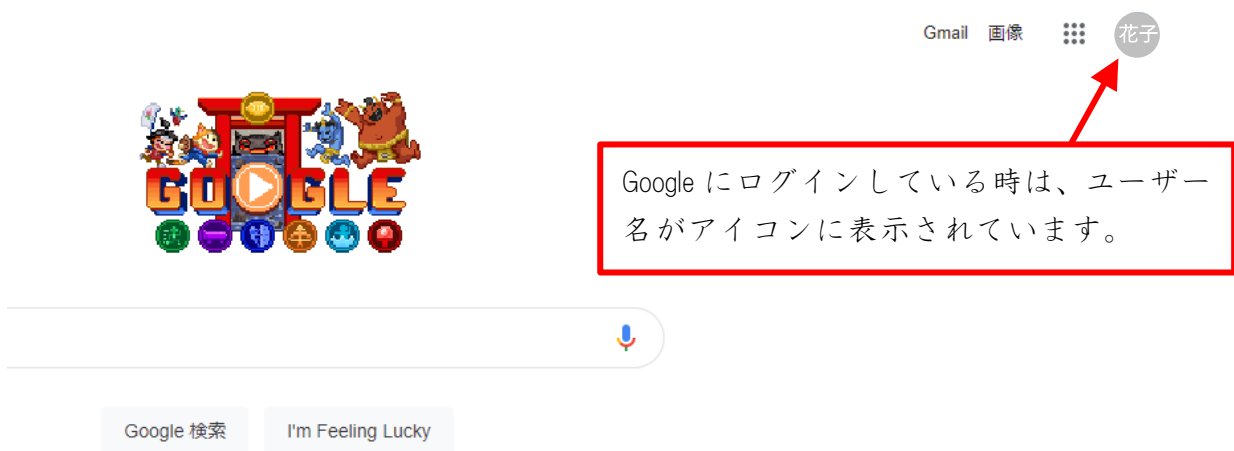 Gmail 画像 花子
GOOGLE
Google にログインしている時は、ユーザー
名がアイコンに表示されています。
Google 検索 I'm Feeling Lucky